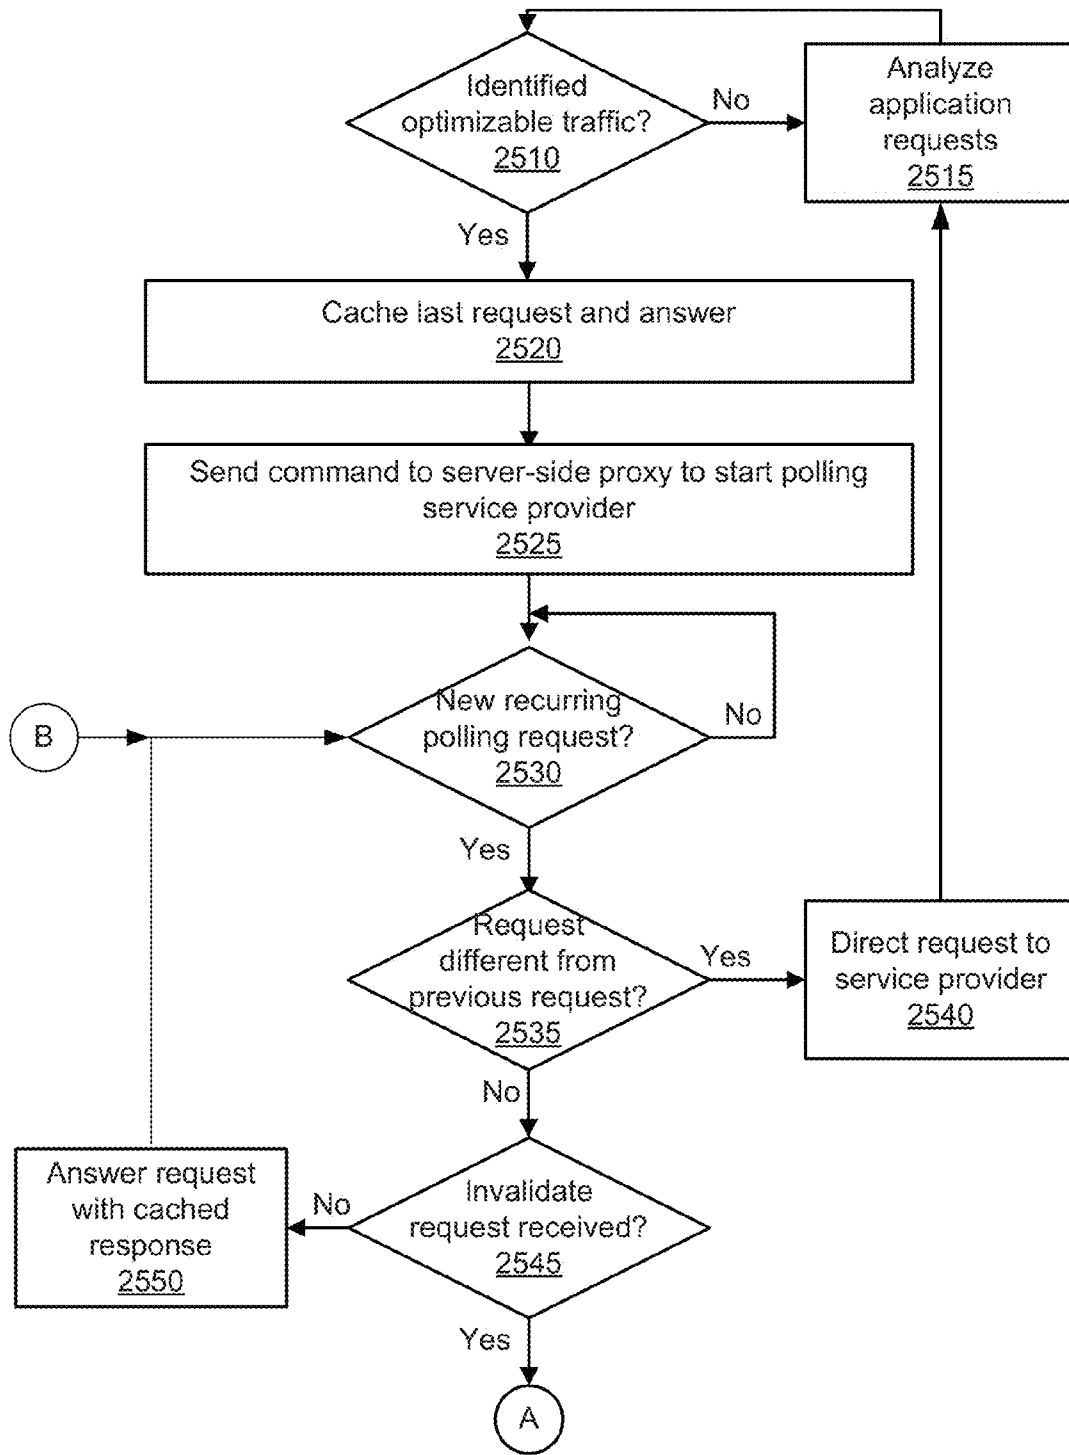 Identified
optimizable traffic?
2510
No
Analyze
application
requests
2515
Yes
Cache last request and answer
2520
Send command to server-side proxy to start polling
service provider
2525
B
New recurring
polling request?
2530
No
Yes
Request
different from
previous request?
2535
Yes
Direct request to
service provider
2540
No
Answer request
with cached
response
2550
No
Invalidate
request received?
2545
Yes
A